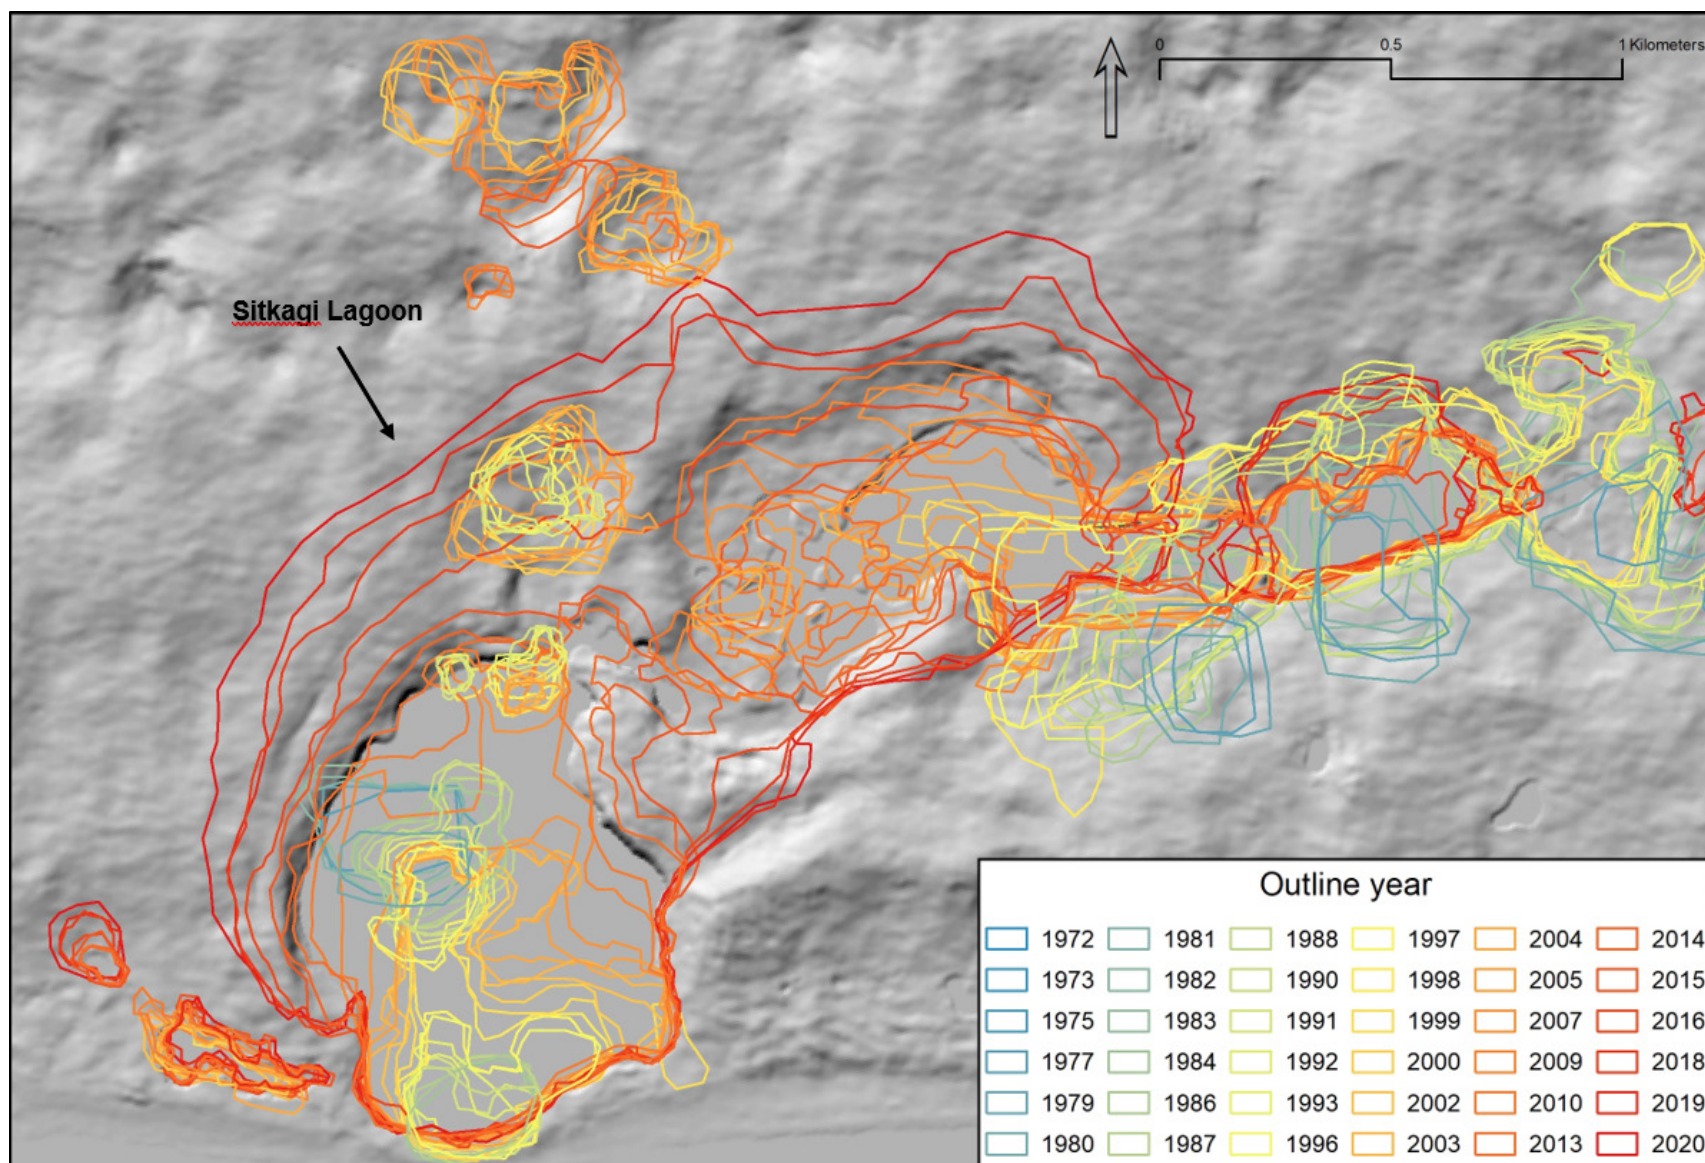 0 0.5 1 Kilometers
Sitkagi Lagoon
Outline year
1972 1981 1988 1997 2004 2014
1973 1982 1990 1998 2005 2015
1975 1983 1991 1999 2007 2016
1977 1984 1992 2000 2009 2018
1979 1986 1993 2002 2010 2019
1980 1987 1996 2003 2013 2020